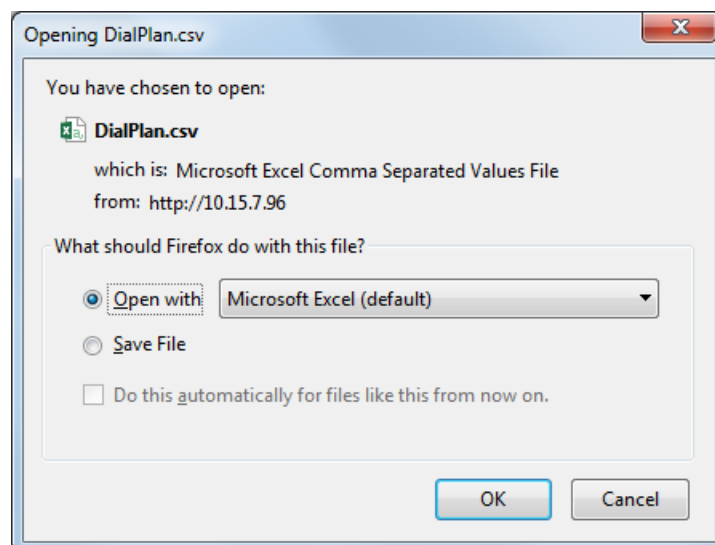 Opening DialPlan.csv
You have chosen to open:
DialPlan.csv
which is: Microsoft Excel Comma Separated Values File
from: http://10.15.7.96
What should Firefox do with this file?
Open with Microsoft Excel (default)
Save File
Do this automatically for files like this from now on.
OK Cancel